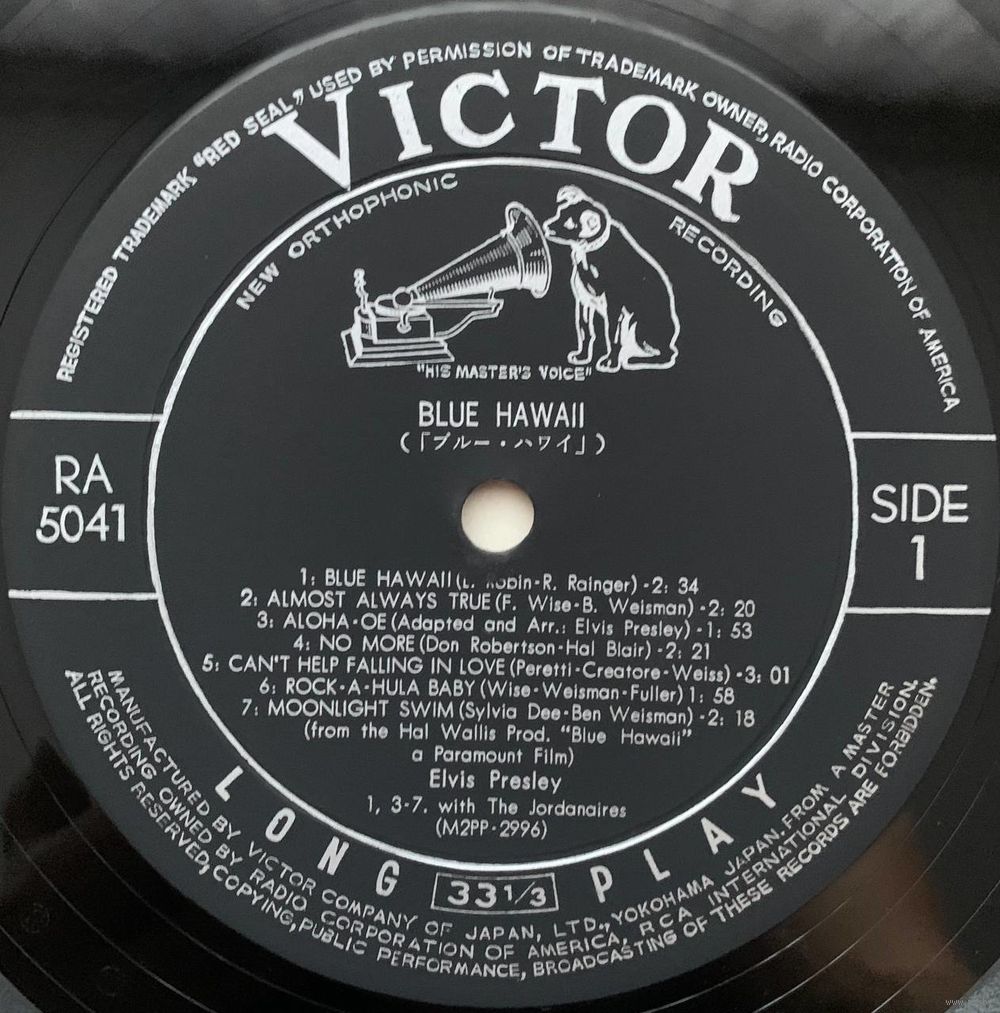 REGISTERED TRADEMARK "RED SEAL" USED BY PERMISSION OF TRADEMARK OWNER, RADIO CORPORATION OF AMERICA
VICTOR
NEW ORTHOPHONIC RECORDING
"HIS MASTER'S VOICE"
BLUE HAWAII
(「ブルー・ハワイ」)
RA
5041
SIDE
1
1: BLUE HAWAII (L. Robin-R. Rainger) -2: 34
2: ALMOST ALWAYS TRUE (F. Wise-B. Weisman) -2: 20
3: ALOHA-OE (Adapted and Arr.: Elvis Presley) -1: 53
4: NO MORE (Don Robertson-Hal Blair) -2: 21
5: CAN'T HELP FALLING IN LOVE (Peretti-Creatore-Weiss) -3: 01
6: ROCK-A-HULA BABY (Wise-Weisman-Fuller) 1: 58
7: MOONLIGHT SWIM (Sylvia Dee-Ben Weisman) -2: 18
(from the Hal Wallis Prod. "Blue Hawaii"
a Paramount Film)
Elvis Presley
1, 3-7. with The Jordanaires
(M2PP-2996)
LONG 33 1/3 PLAY
MANUFACTURED BY VICTOR COMPANY OF JAPAN, LTD., YOKOHAMA JAPAN. FROM A MASTER
RECORDING OWNED BY RADIO CORPORATION OF AMERICA, RCA INTERNATIONAL DIVISION.
ALL RIGHTS RESERVED, COPYING, PUBLIC PERFORMANCE, BROADCASTING OF THESE RECORDS ARE FORBIDDEN.